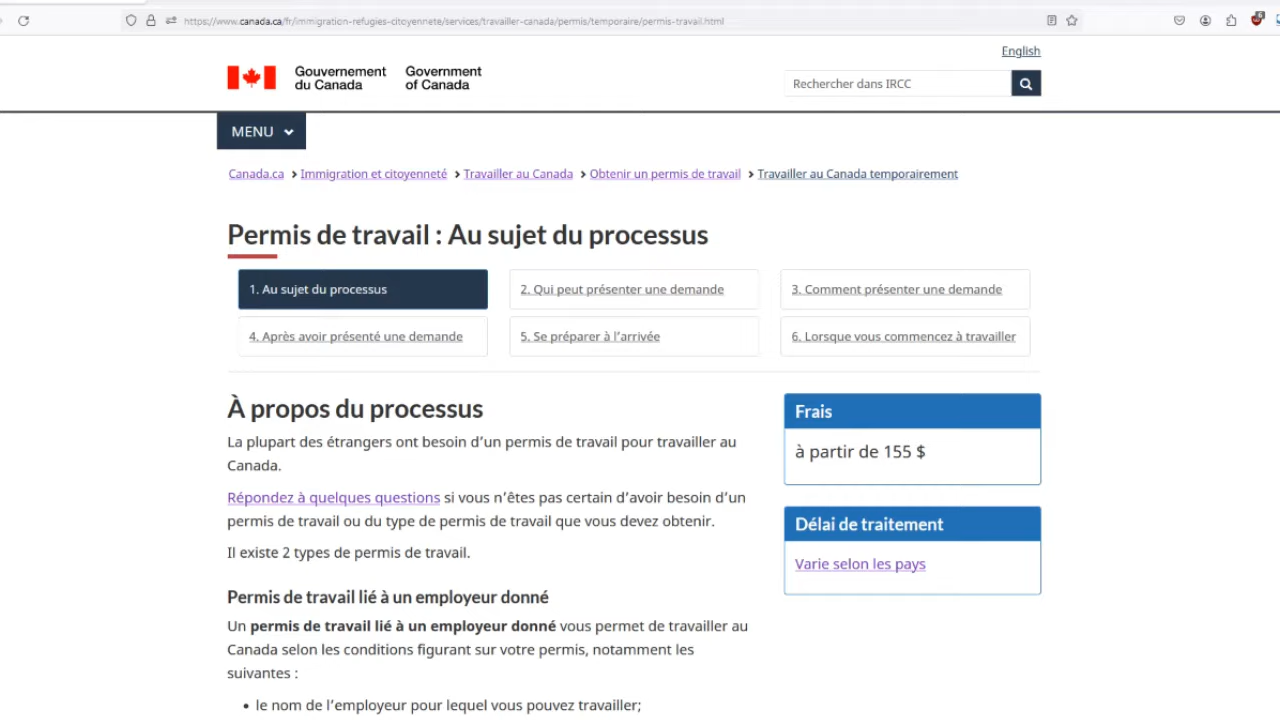 https://www.canada.ca/fr/immigration-refugies-citoyennete/services/travailler-canada/permis/temporaire/permis-travail.html
English
Gouvernement du Canada
Government of Canada
Rechercher dans IRCC
MENU
Canada.ca > Immigration et citoyenneté > Travailler au Canada > Obtenir un permis de travail > Travailler au Canada temporairement
Permis de travail : Au sujet du processus
1. Au sujet du processus
2. Qui peut présenter une demande
3. Comment présenter une demande
4. Après avoir présenté une demande
5. Se préparer à l’arrivée
6. Lorsque vous commencez à travailler
À propos du processus
La plupart des étrangers ont besoin d’un permis de travail pour travailler au
Canada.
Répondez à quelques questions si vous n’êtes pas certain d’avoir besoin d’un
permis de travail ou du type de permis de travail que vous devez obtenir.
Il existe 2 types de permis de travail.
Permis de travail lié à un employeur donné
Un permis de travail lié à un employeur donné vous permet de travailler au
Canada selon les conditions figurant sur votre permis, notamment les
suivantes :
• le nom de l’employeur pour lequel vous pouvez travailler;
Frais
à partir de 155 $
Délai de traitement
Varie selon les pays